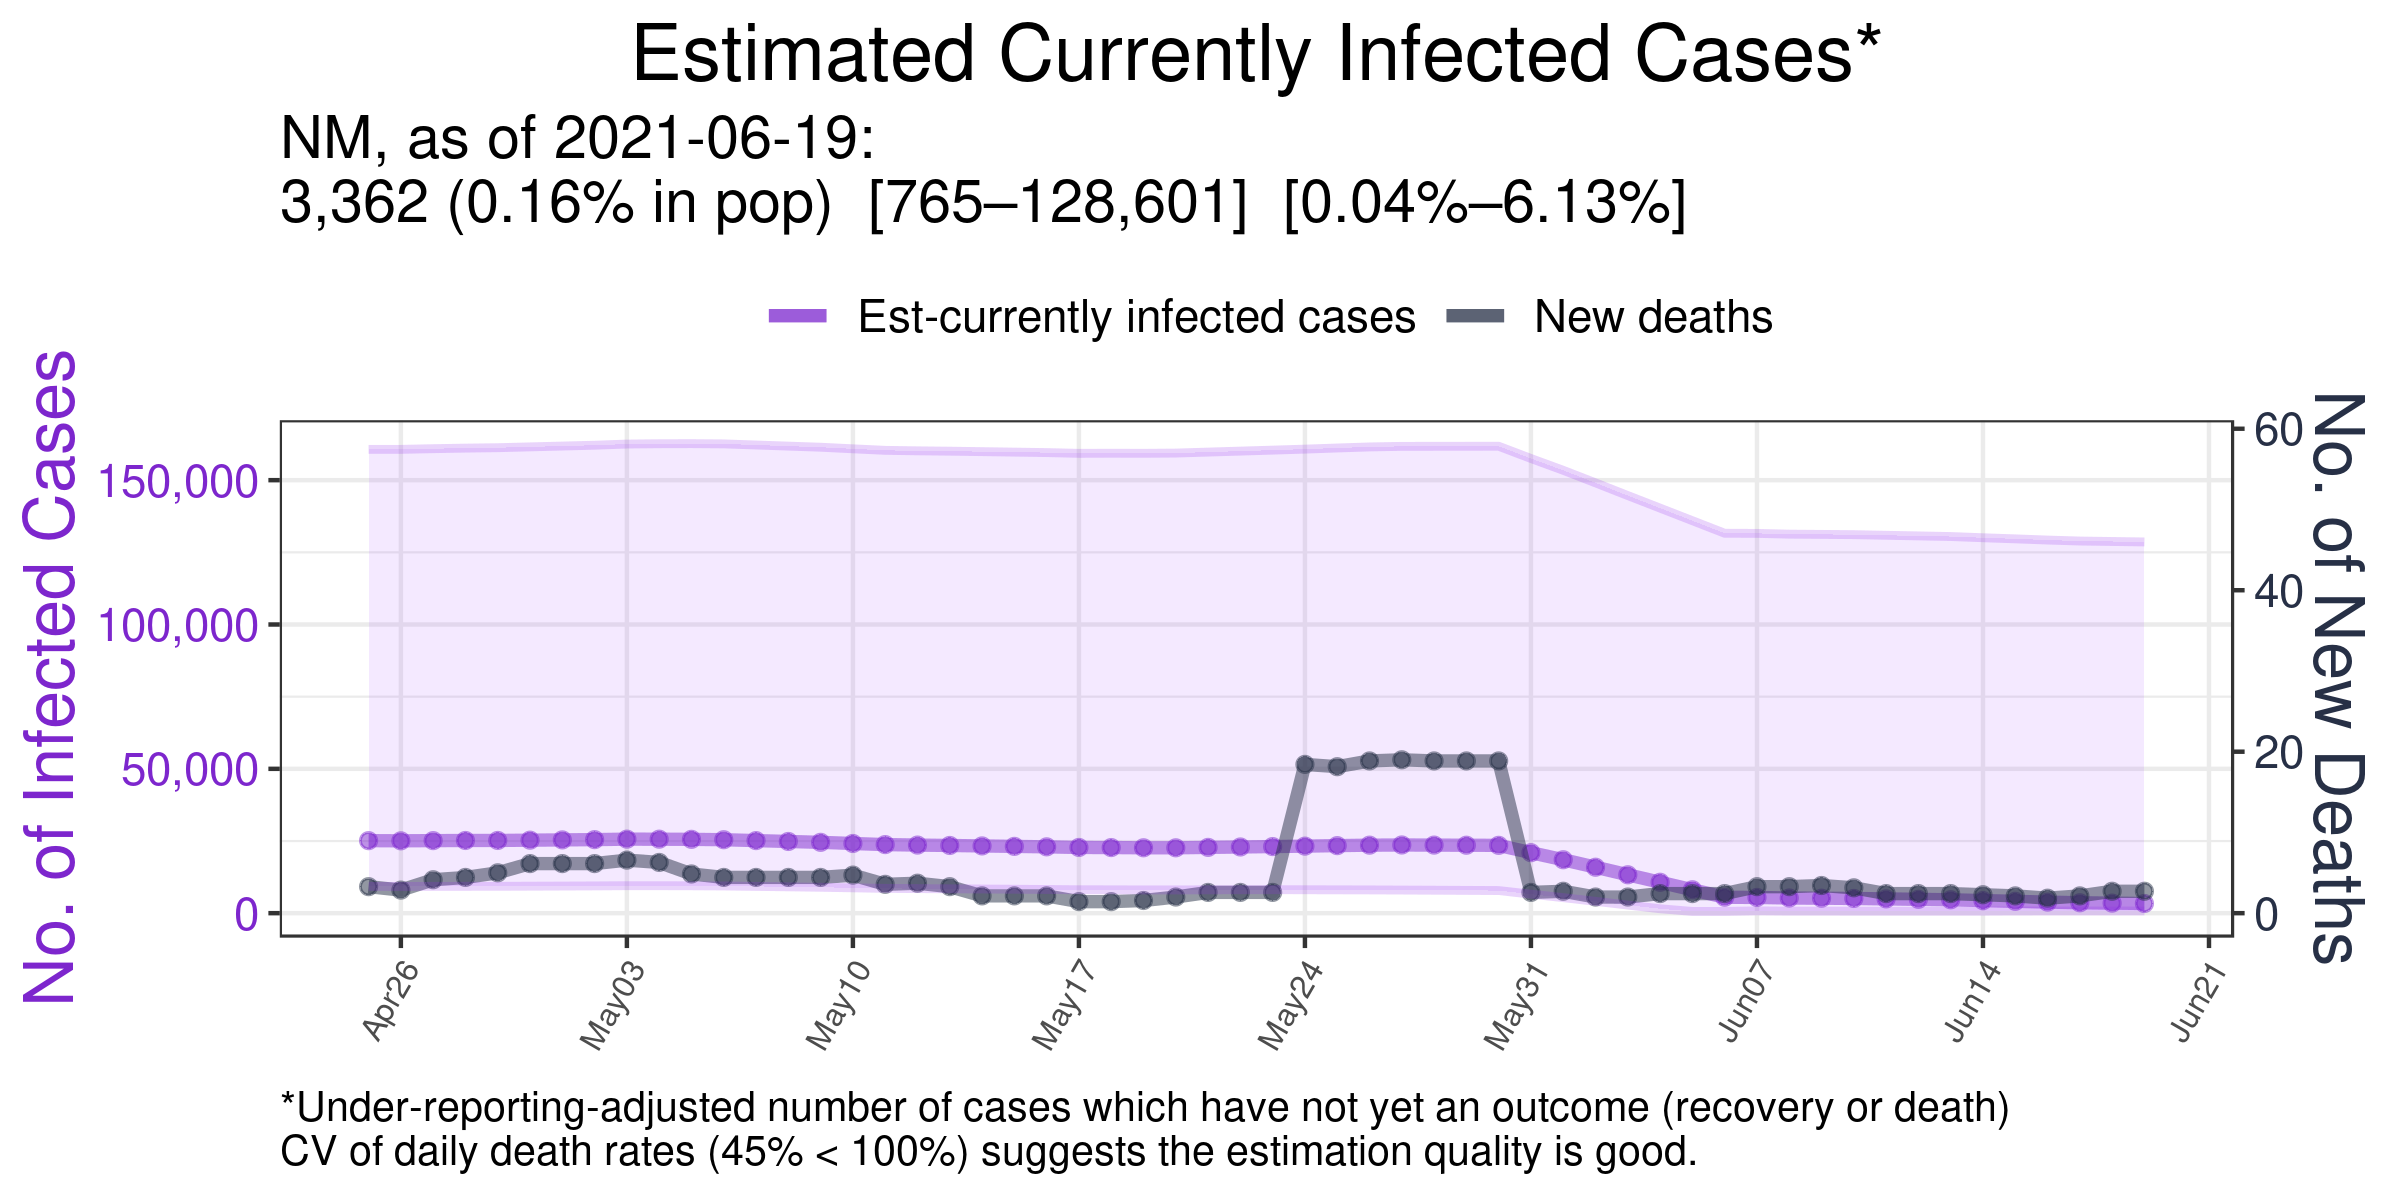 Estimated Currently Infected Cases*
NM, as of 2021-06-19:
3,362 (0.16% in pop)  [765–128,601]  [0.04%–6.13%]
Est-currently infected cases
New deaths
No. of Infected Cases
150,000
100,000
50,000
0
60
40
20
0
No. of New Deaths
Apr26
May03
May10
May17
May24
May31
Jun07
Jun14
Jun21
*Under-reporting-adjusted number of cases which have not yet an outcome (recovery or death)
CV of daily death rates (45% < 100%) suggests the estimation quality is good.